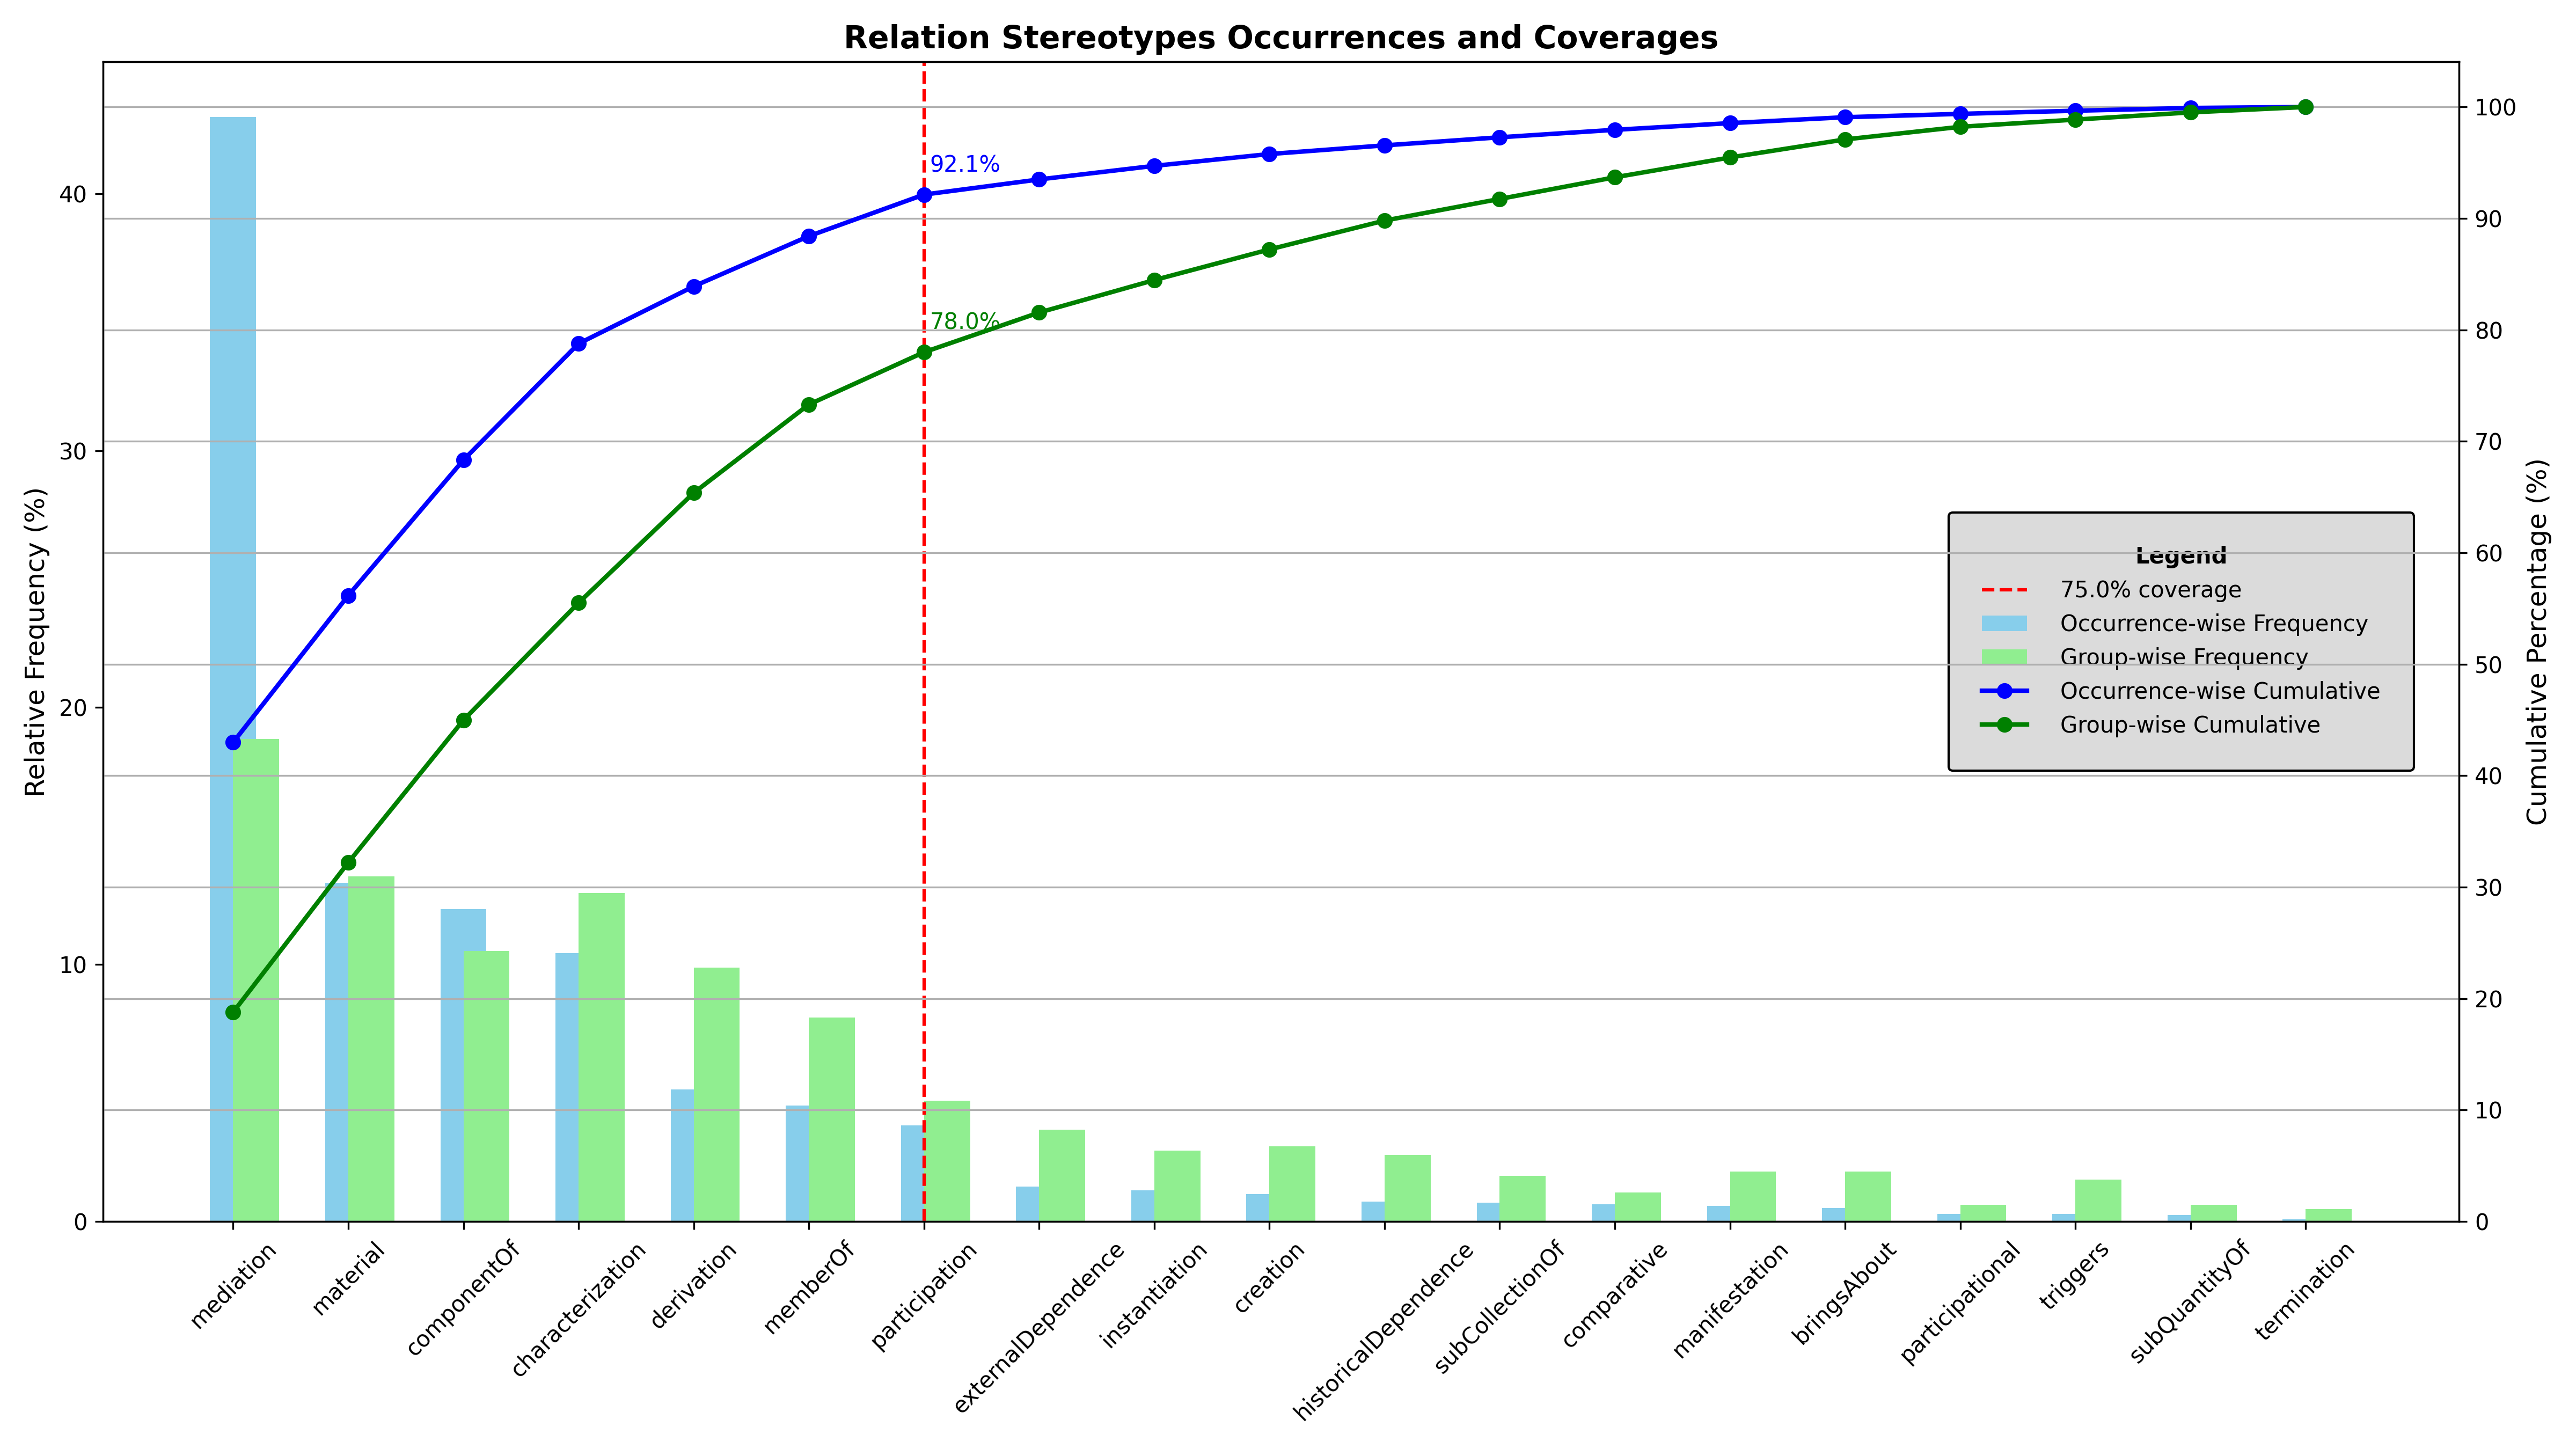 Relation Stereotypes Occurrences and Coverages
Relative Frequency (%)
40
30
20
10
0
92.1%
78.0%
100
90
80
70
60
50
40
30
20
10
0
Cumulative Percentage (%)
Legend
75.0% coverage
Occurrence-wise Frequency
Group-wise Frequency
Occurrence-wise Cumulative
Group-wise Cumulative
mediation
material
componentOf
characterization
derivation
memberOf
participation
externalDependence
instantiation
creation
historicalDependence
subCollectionOf
comparative
manifestation
bringsAbout
participational
triggers
subQuantityOf
termination